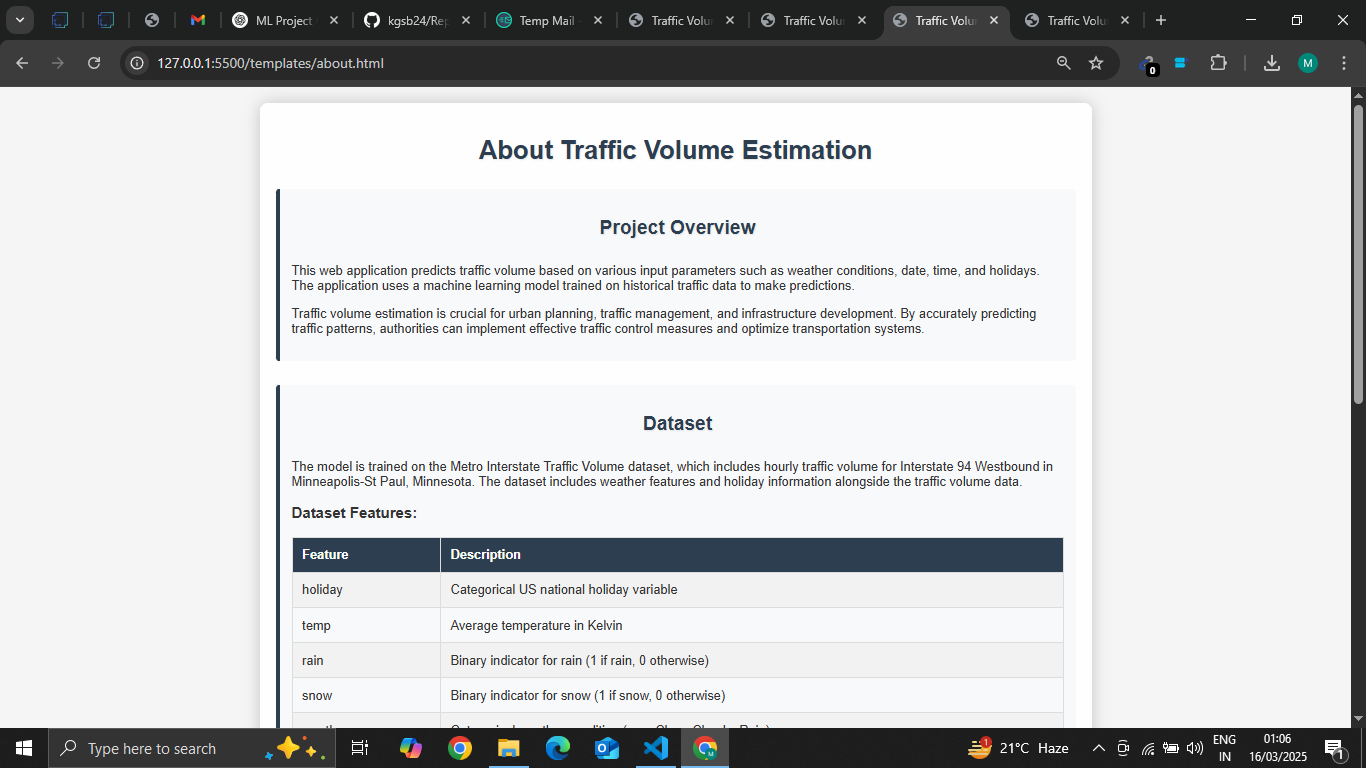 ML Project
kgsb24/Rep
Temp Mail
Traffic Volu
Traffic Volu
Traffic Volu
Traffic Volu
127.0.0.1:5500/templates/about.html
0
M
About Traffic Volume Estimation
Project Overview
This web application predicts traffic volume based on various input parameters such as weather conditions, date, time, and holidays.
The application uses a machine learning model trained on historical traffic data to make predictions.
Traffic volume estimation is crucial for urban planning, traffic management, and infrastructure development. By accurately predicting
traffic patterns, authorities can implement effective traffic control measures and optimize transportation systems.
Dataset
The model is trained on the Metro Interstate Traffic Volume dataset, which includes hourly traffic volume for Interstate 94 Westbound in
Minneapolis-St Paul, Minnesota. The dataset includes weather features and holiday information alongside the traffic volume data.
Dataset Features:
Feature Description
holiday Categorical US national holiday variable
temp Average temperature in Kelvin
rain Binary indicator for rain (1 if rain, 0 otherwise)
snow Binary indicator for snow (1 if snow, 0 otherwise)
Type here to search
1
21°C Haze
ENG
IN
01:06
16/03/2025
1